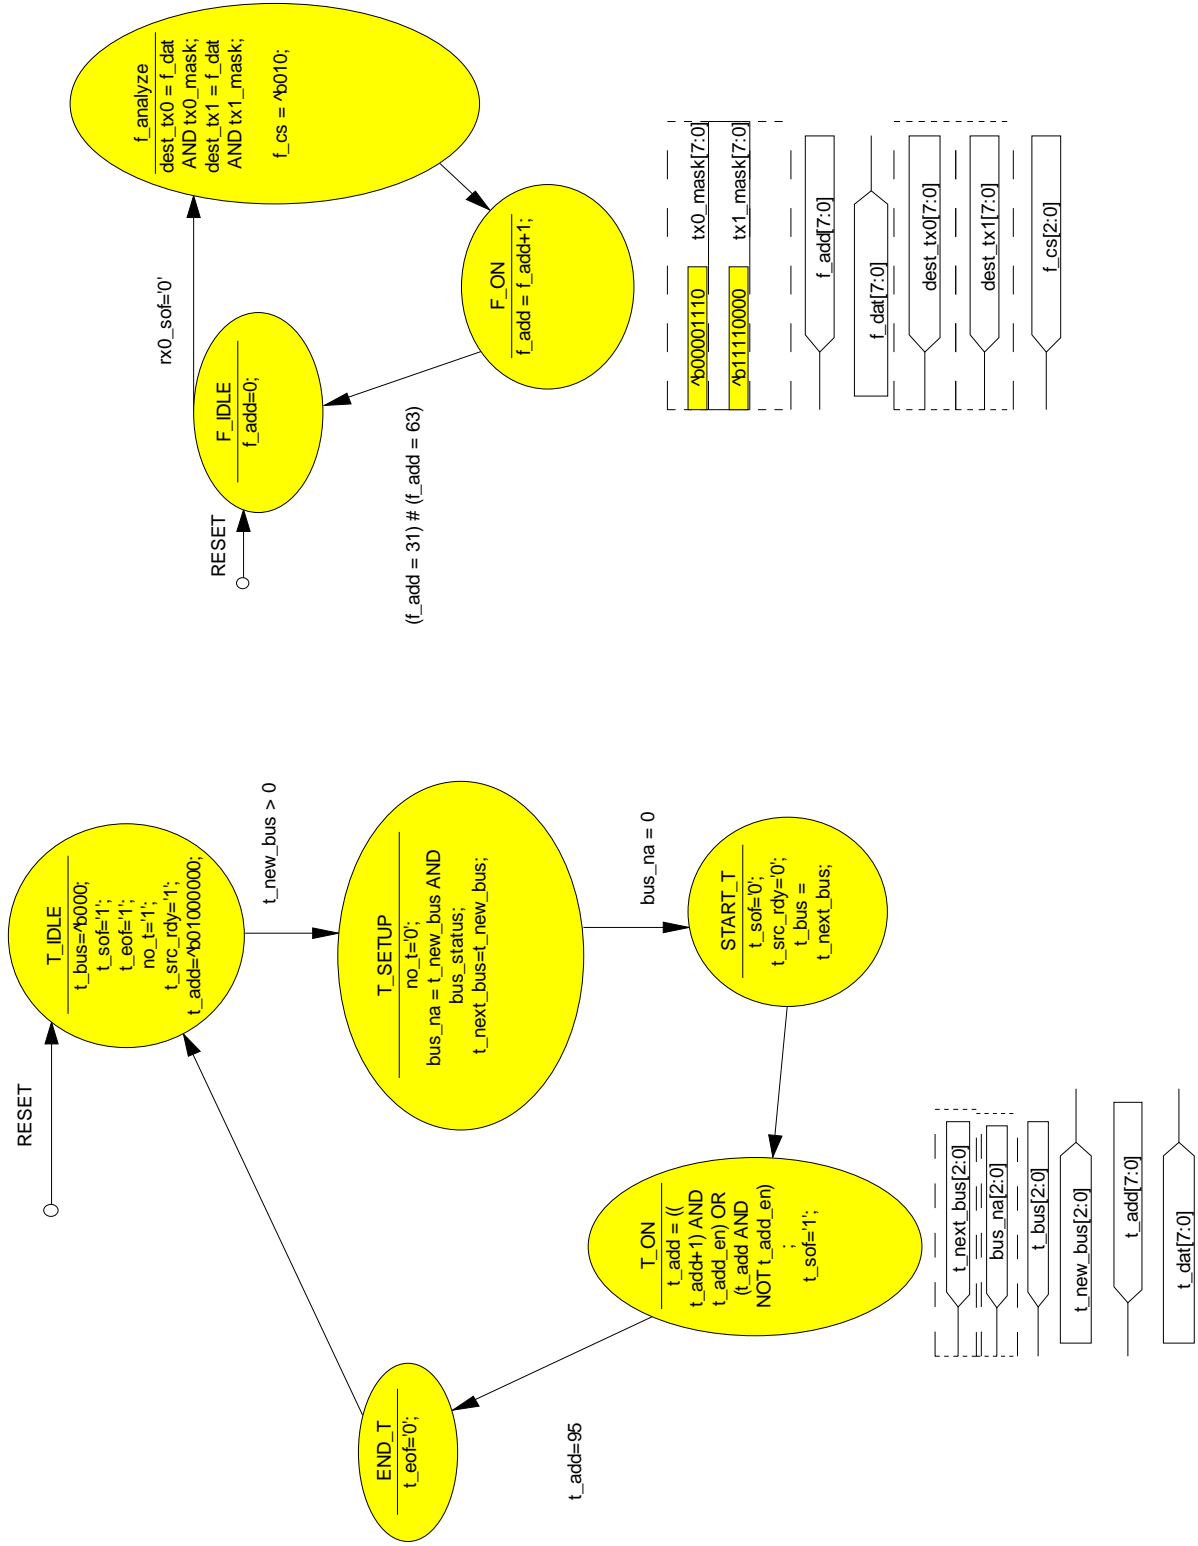 RESET
T_IDLE
t_bus=^b000;
t_sof='1';
t_eof='1';
no_t='1';
t_src_rdy='1';
t_add=^b01000000;
t_new_bus > 0
T_SETUP
no_t='0';
bus_na = t_new_bus AND
bus_status;
t_next_bus=t_new_bus;
bus_na = 0
START_T
t_sof='0';
t_src_rdy='0';
t_bus =
t_next_bus;
T_ON
t_add = ((
t_add+1) AND
t_add_en) OR
(t_add AND
NOT t_add_en)
;
t_sof='1';
t_add=95
END_T
t_eof='0';
t_next_bus[2:0]
bus_na[2:0]
t_bus[2:0]
t_new_bus[2:0]
t_add[7:0]
t_dat[7:0]
RESET
F_IDLE
f_add=0;
rx0_sof='0'
f_analyze
dest_tx0 = f_dat
AND tx0_mask;
dest_tx1 = f_dat
AND tx1_mask;
f_cs = ^b010;
F_ON
f_add = f_add+1;
(f_add = 31) # (f_add = 63)
^b00001110 tx0_mask[7:0]
^b11110000 tx1_mask[7:0]
f_add[7:0]
f_dat[7:0]
dest_tx0[7:0]
dest_tx1[7:0]
f_cs[2:0]